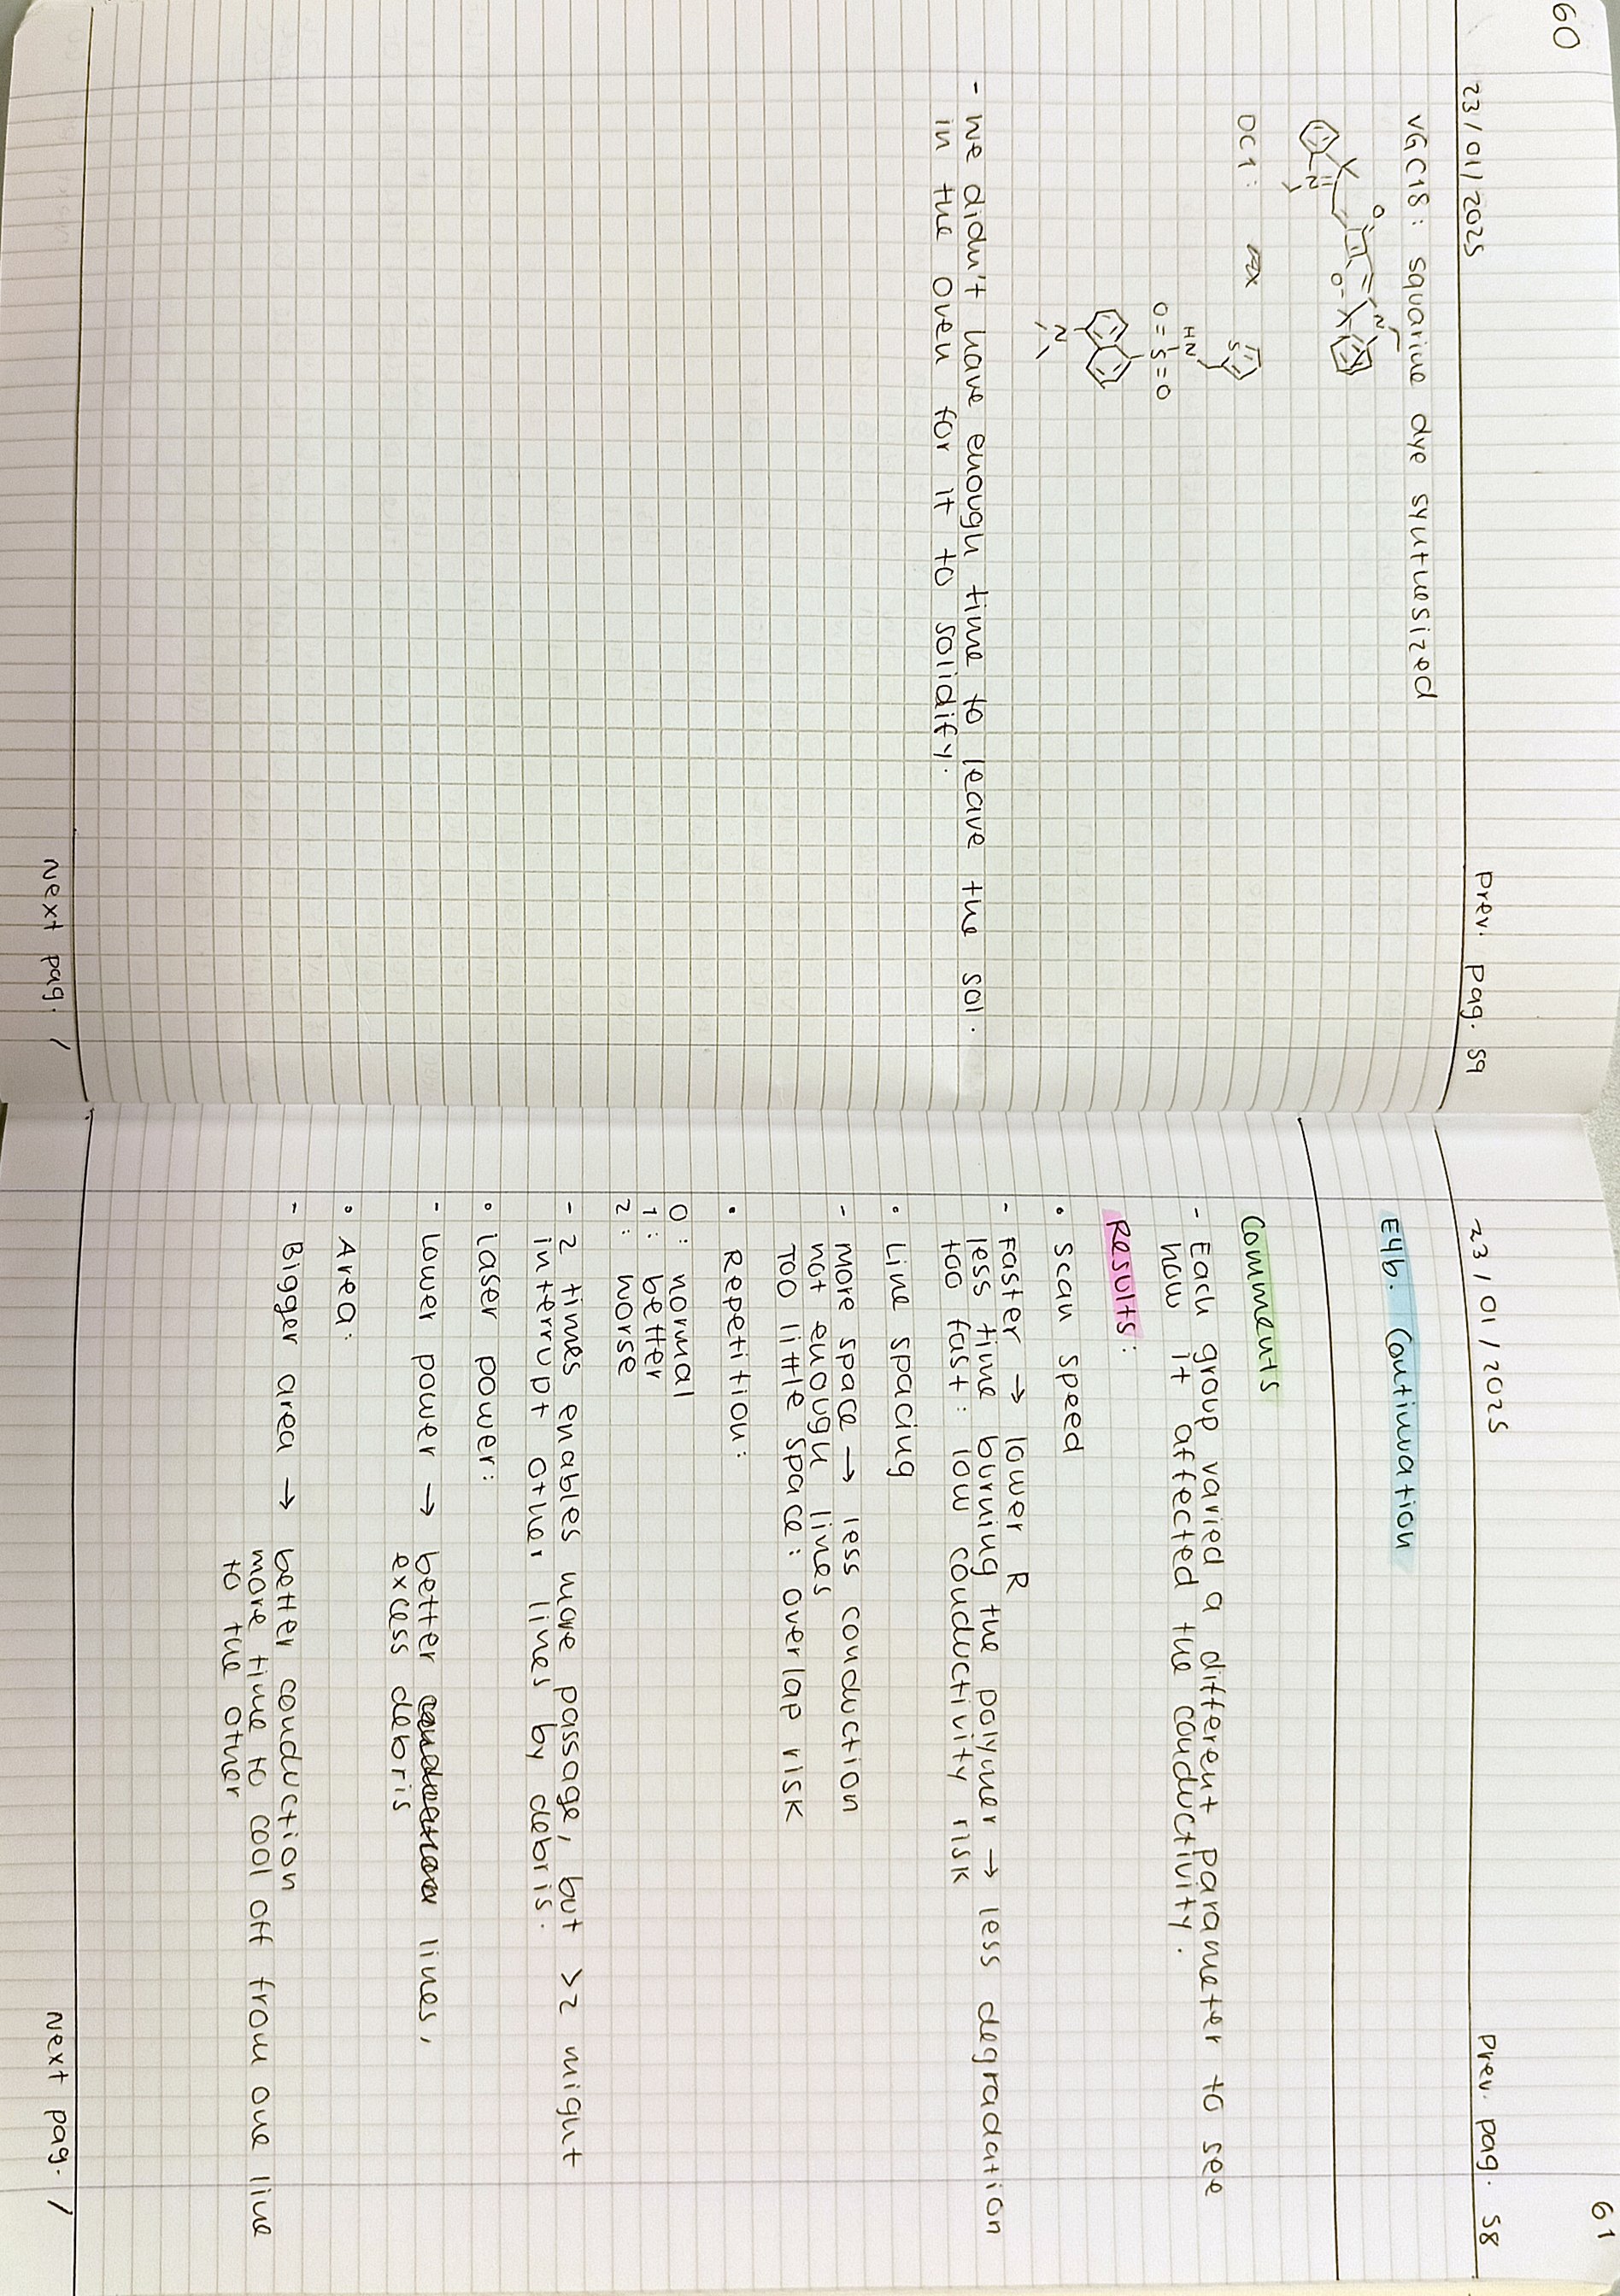 60
23/01/2025
Prev. pag. 59
VGC18: squarine dye synthesized
O
N
O-
N
DC1:
S
HN
O=S=O
N
- We didn't have enough time to leave the sol.
in the oven for it to solidify.
Next pag. /
61
23/01/2025
Prev. pag. 58
E4b. Continuation
Comments
- Each group varied a different parameter to see
how it affected the conductivity.
Results:
• Scan speed
- Faster → lower R
less time burning the polymer → less degradation
too fast: low conductivity risk
• Line spacing
- More space → less conduction
not enough lines
Too little space: overlap risk
• Repetition:
0: normal
1: better
2: worse
- 2 times enables more passage, but >2 might
interrupt other lines by debris.
• Laser power:
- Lower power → better lines,
excess debris
• Area:
- Bigger area → better conduction
more time to cool off from one line
to the other
Next pag. /